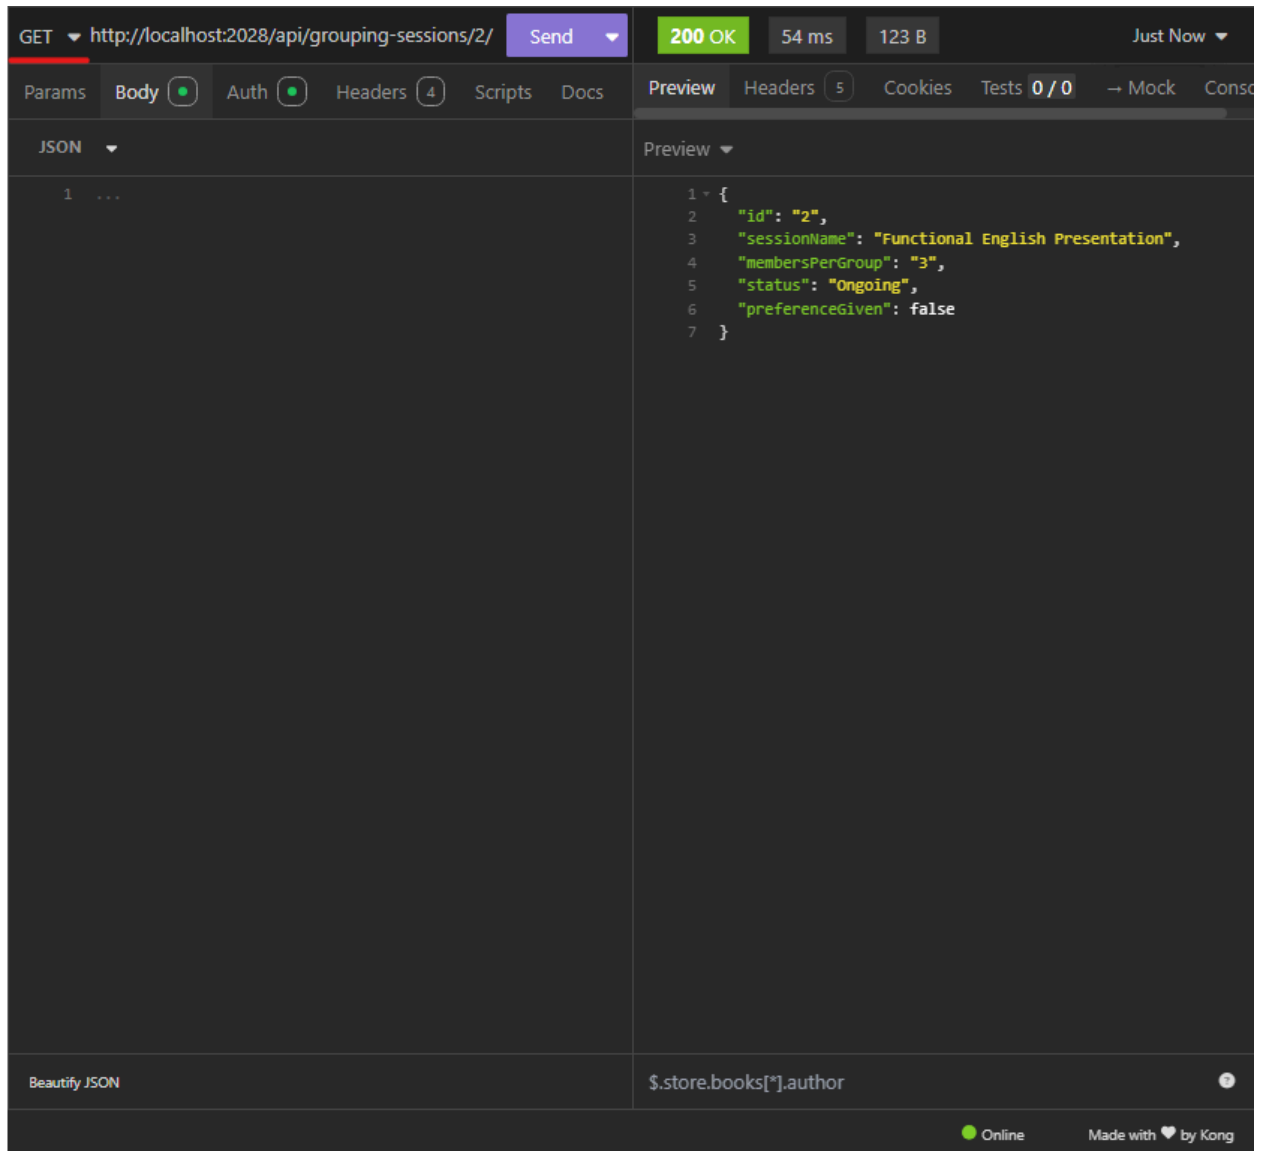 GET http://localhost:2028/api/grouping-sessions/2/ Send 200 OK 54 ms 123 B Just Now
Params Body Auth Headers 4 Scripts Docs Preview Headers 5 Cookies Tests 0 / 0 → Mock Conso
JSON Preview
1 ...
1 {
2 "id": "2",
3 "sessionName": "Functional English Presentation",
4 "membersPerGroup": "3",
5 "status": "Ongoing",
6 "preferenceGiven": false
7 }
Beautify JSON $.store.books[*].author ?
Online Made with ♥ by Kong